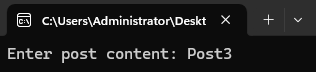 C:\Users\Administrator\Deskt
Enter post content: Post3